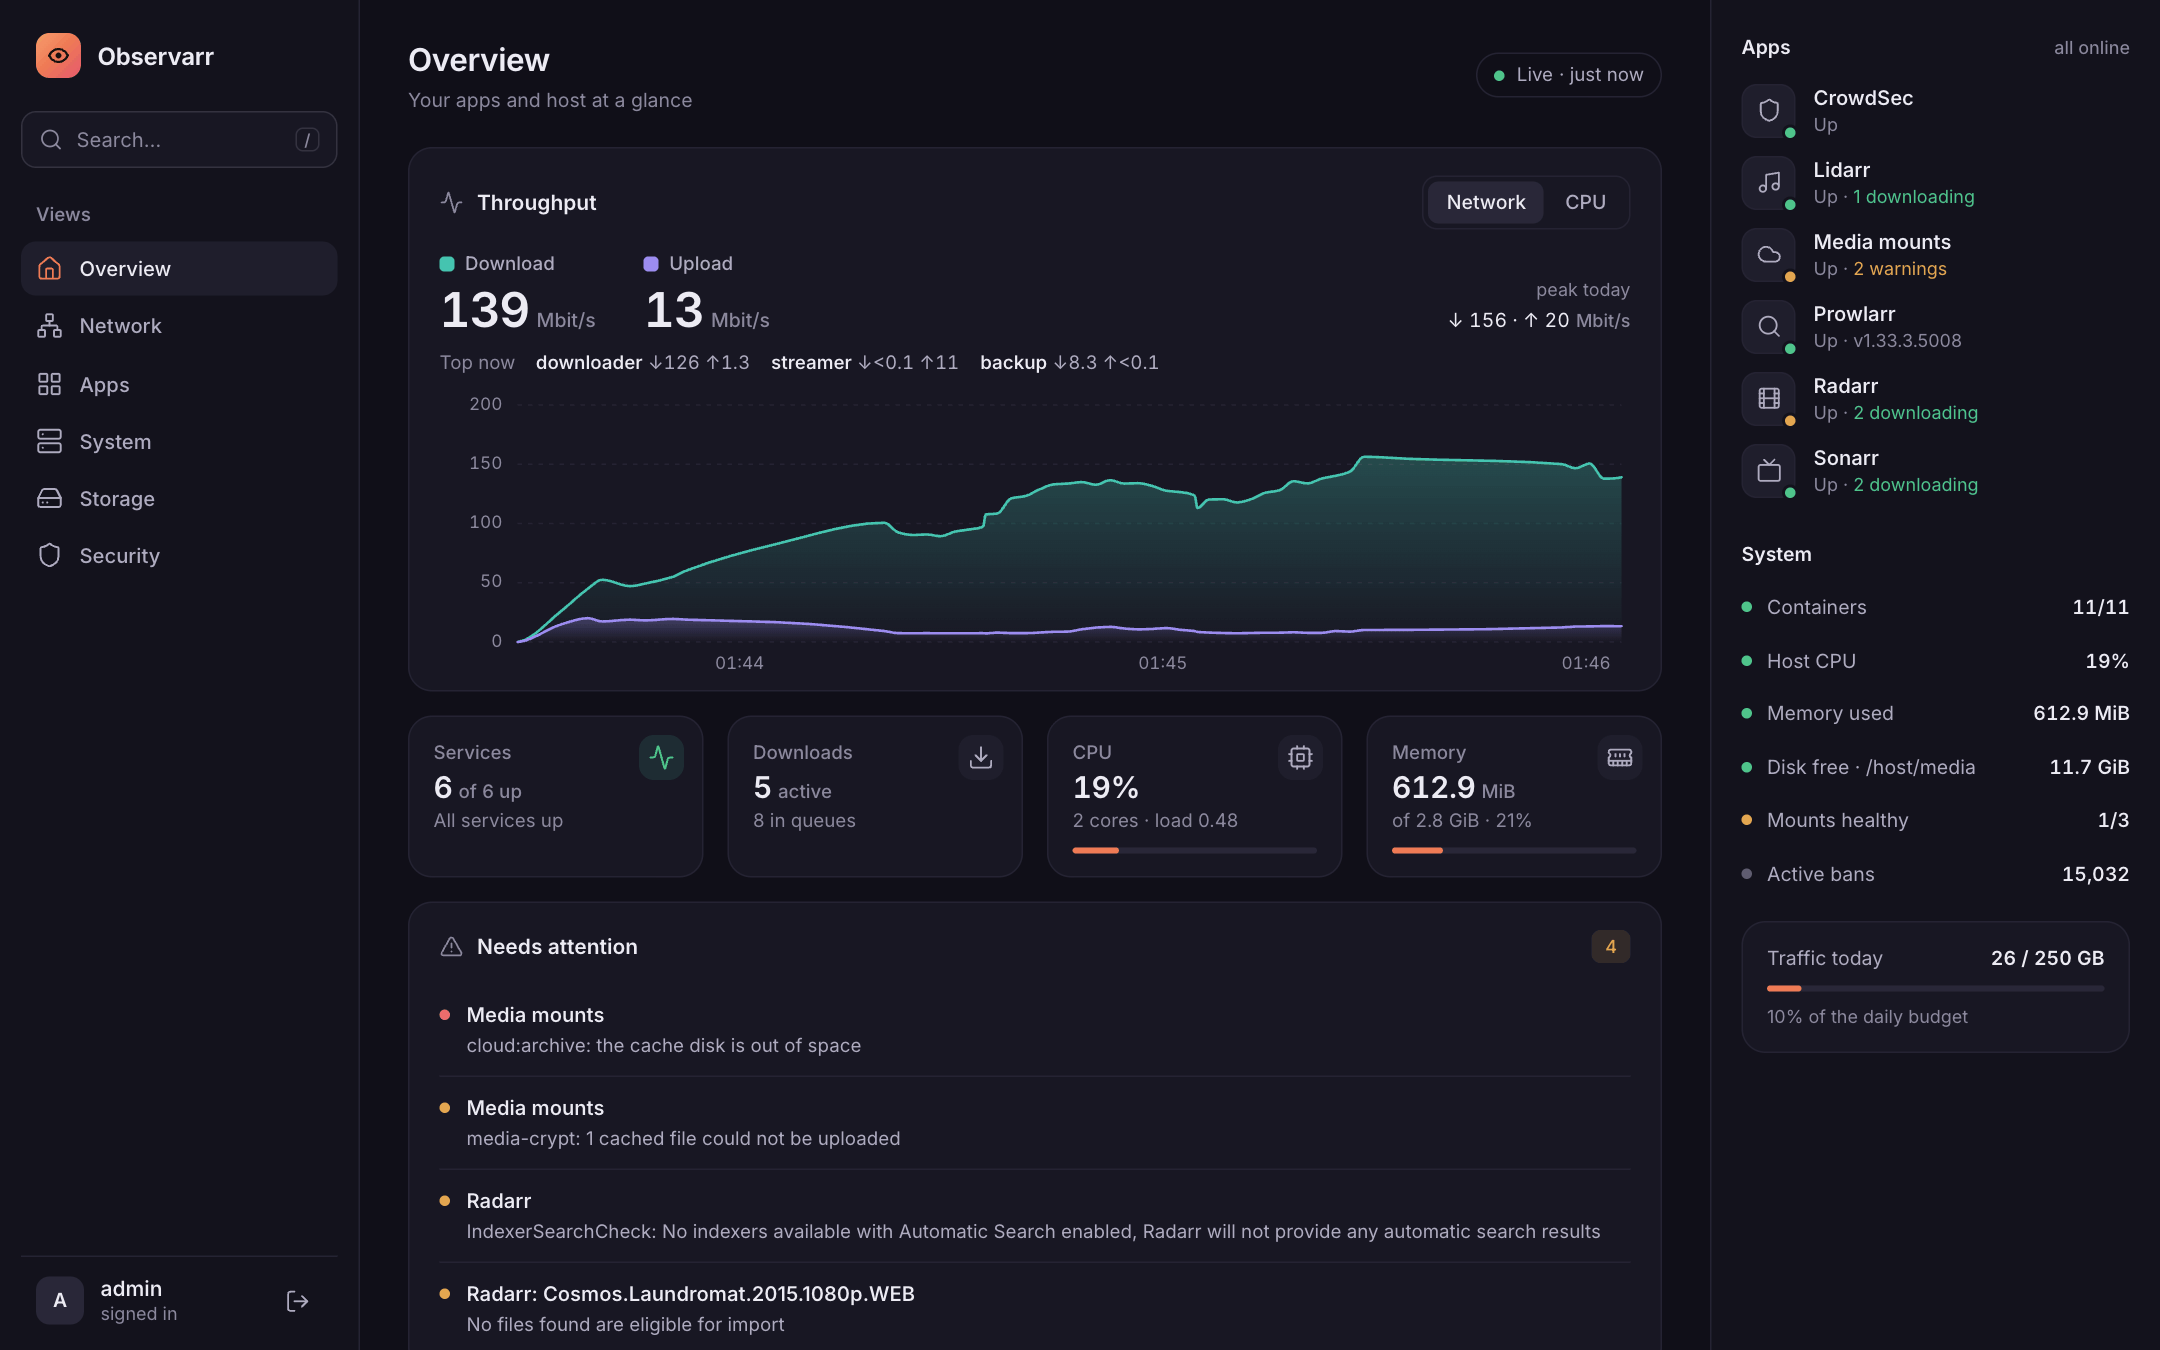 Observarr
Search...
/
Views
Overview
Network
Apps
System
Storage
Security
A
admin
signed in
Overview
Your apps and host at a glance
Live · just now
Throughput
Network
CPU
Download
139 Mbit/s
Upload
13 Mbit/s
peak today
↓ 156 · ↑ 20 Mbit/s
Top now downloader ↓126 ↑1.3 streamer ↓<0.1 ↑11 backup ↓8.3 ↑<0.1
200
150
100
50
0
01:44
01:45
01:46
Services
6 of 6 up
All services up
Downloads
5 active
8 in queues
CPU
19%
2 cores · load 0.48
Memory
612.9 MiB
of 2.8 GiB · 21%
Needs attention
4
Media mounts
cloud:archive: the cache disk is out of space
Media mounts
media-crypt: 1 cached file could not be uploaded
Radarr
IndexerSearchCheck: No indexers available with Automatic Search enabled, Radarr will not provide any automatic search results
Radarr: Cosmos.Laundromat.2015.1080p.WEB
No files found are eligible for import
Apps
all online
CrowdSec
Up
Lidarr
Up · 1 downloading
Media mounts
Up · 2 warnings
Prowlarr
Up · v1.33.3.5008
Radarr
Up · 2 downloading
Sonarr
Up · 2 downloading
System
Containers 11/11
Host CPU 19%
Memory used 612.9 MiB
Disk free · /host/media 11.7 GiB
Mounts healthy 1/3
Active bans 15,032
Traffic today 26 / 250 GB
10% of the daily budget